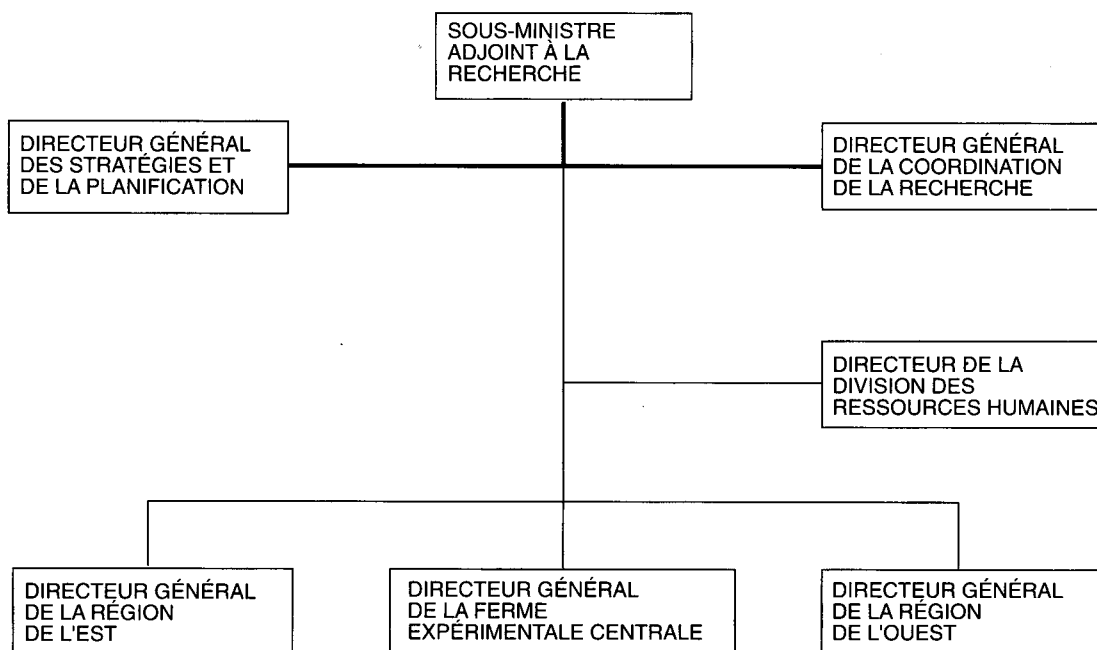 SOUS-MINISTRE
ADJOINT À LA
RECHERCHE
DIRECTEUR GÉNÉRAL
DES STRATÉGIES ET
DE LA PLANIFICATION
DIRECTEUR GÉNÉRAL
DE LA COORDINATION
DE LA RECHERCHE
DIRECTEUR DE LA
DIVISION DES
RESSOURCES HUMAINES
DIRECTEUR GÉNÉRAL
DE LA RÉGION
DE L'EST
DIRECTEUR GÉNÉRAL
DE LA FERME
EXPÉRIMENTALE CENTRALE
DIRECTEUR GÉNÉRAL
DE LA RÉGION
DE L'OUEST